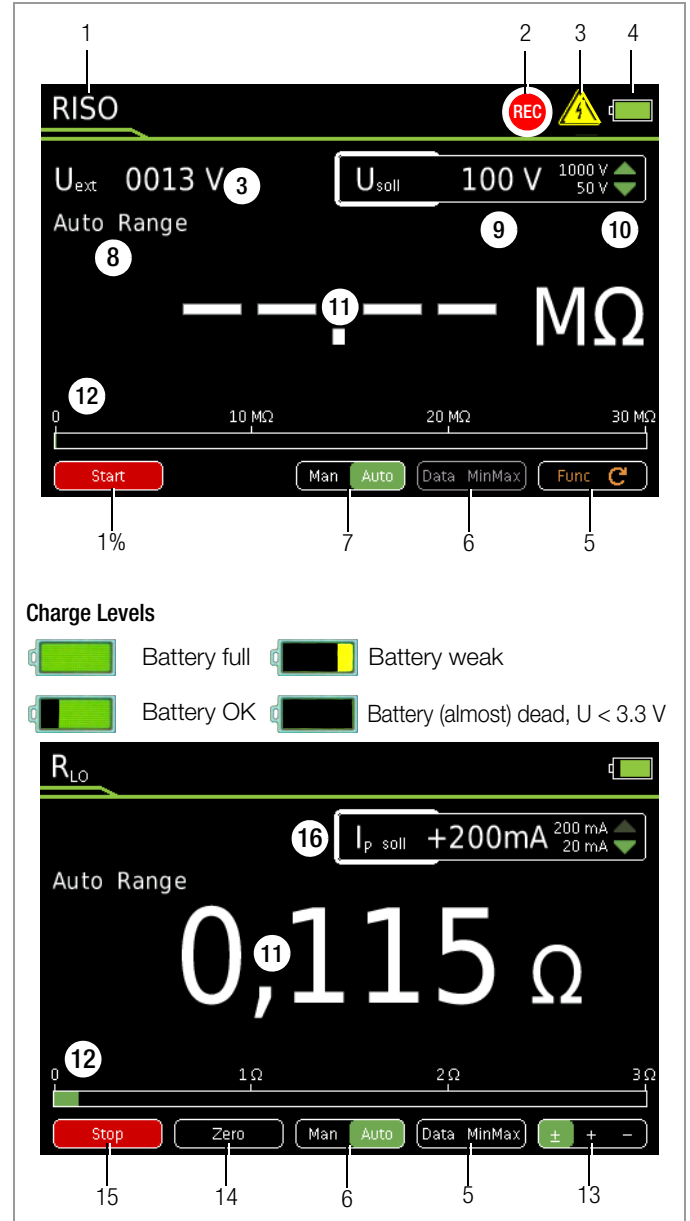 1 2 3 4
RISO REC
Uext 0013 V 3 Usoll 100 V 1000 V
50 V
Auto Range 9 10
8
– – 11 – – MΩ
12
0 10 MΩ 20 MΩ 30 MΩ
Start Man Auto Data MinMax Func
1% 7 6 5
Charge Levels
Battery full Battery weak
Battery OK Battery (almost) dead, U < 3.3 V
RLO
16 Ip soll +200mA 200 mA
20 mA
Auto Range
0,115 Ω
11
12
0 1 Ω 2 Ω 3 Ω
Stop Zero Man Auto Data MinMax ± + –
15 14 6 5 13